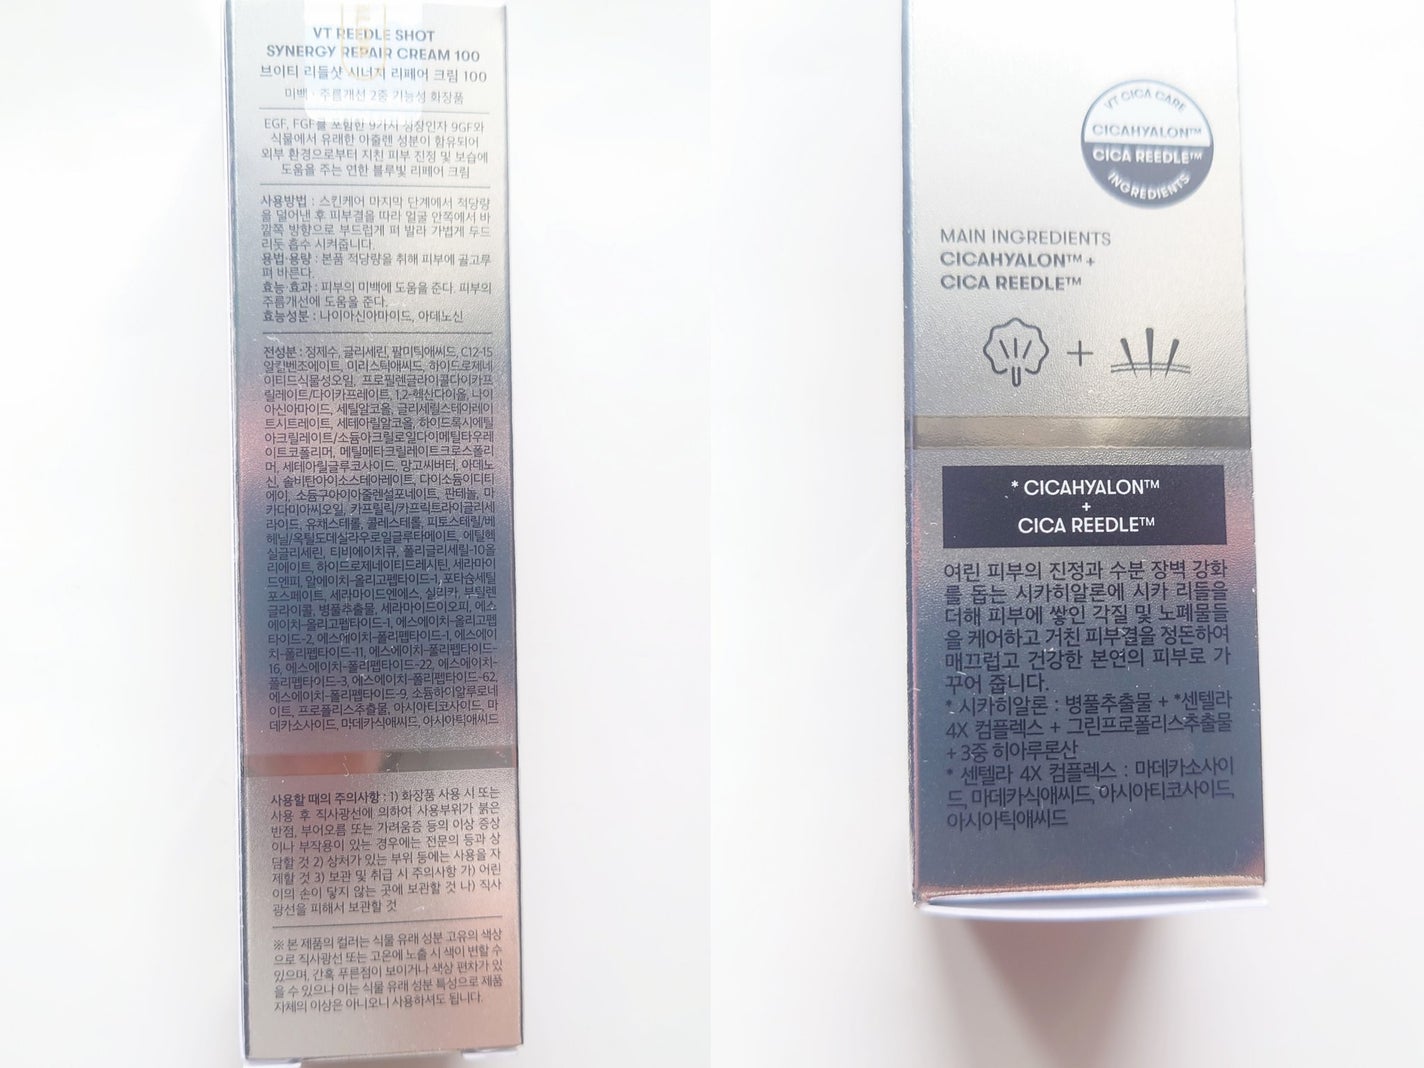 VT REEDLE SHOT
SYNERGY REPAIR CREAM 100
브이티 리들샷 시너지 리페어 크림 100
미백 · 주름개선 2중 기능성 화장품
EGF, FGF를 포함한 9가지 성장인자 9GF와
식물에서 유래한 아줄렌 성분이 함유되어
외부 환경으로부터 지친 피부 진정 및 보습에
도움을 주는 연한 블루빛 리페어 크림
사용방법 : 스킨케어 마지막 단계에서 적당량
을 덜어낸 후 피부결을 따라 얼굴 안쪽에서 바
깥쪽 방향으로 부드럽게 펴 발라 가볍게 두드
리듯 흡수 시켜줍니다.
용법·용량 : 본품 적당량을 취해 피부에 골고루
펴 바른다.
효능·효과 : 피부의 미백에 도움을 준다. 피부의
주름개선에 도움을 준다.
효능성분 : 나이아신아마이드, 아데노신
전성분 : 정제수, 글리세린, 팔미틱애씨드, C12-15
알킬벤조에이트, 미리스틱애씨드, 하이드로제네
이티드식물성오일, 프로필렌글라이콜다이카프
릴레이트/다이카프레이트, 1,2-헥산다이올, 나이
아신아마이드, 세틸알코올, 글리세릴스테아레이
트시트레이트, 세테아릴알코올, 하이드록시에틸
아크릴레이트/소듐아크릴로일다이메틸타우레
이트코폴리머, 메틸메타크릴레이트크로스폴리
머, 세테아릴글루코사이드, 망고씨버터, 아데노
신, 솔비탄아이소스테아레이트, 다이소듐이디티
에이, 소듐구아이아줄렌설포네이트, 판테놀, 마
카다미아씨오일, 카프릴릭/카프릭트라이글리세
라이드, 유채스테롤, 콜레스테롤, 피토스테릴/베
헤닐/옥틸도데실라우로일글루타메이트, 에틸헥
실글리세린, 티비에이치큐, 폴리글리세릴-10올
리에이트, 하이드로제네이티드레시틴, 세라마이
드엔피, 알에이치-올리고펩타이드-1, 포타슘세틸
포스페이트, 세라마이드엔에스, 실리카, 부틸렌
글라이콜, 병풀추출물, 세라마이드이오피, 에스
에이치-올리고펩타이드-1, 에스에이치-올리고펩
타이드-2, 에스에이치-폴리펩타이드-1, 에스에이
치-폴리펩타이드-11, 에스에이치-폴리펩타이드-
16, 에스에이치-폴리펩타이드-22, 에스에이치-
폴리펩타이드-3, 에스에이치-폴리펩타이드-62,
에스에이치-폴리펩타이드-9, 소듐하이알루로네
이트, 프로폴리스추출물, 아시아티코사이드, 마
데카소사이드, 마데카식애씨드, 아시아틱애씨드
사용할 때의 주의사항 : 1) 화장품 사용 시 또는
사용 후 직사광선에 의하여 사용부위가 붉은
반점, 부어오름 또는 가려움증 등의 이상 증상
이나 부작용이 있는 경우에는 전문의 등과 상
담할 것 2) 상처가 있는 부위 등에는 사용을 자
제할 것 3) 보관 및 취급 시 주의사항 가) 어린
이의 손이 닿지 않는 곳에 보관할 것 나) 직사
광선을 피해서 보관할 것
※ 본 제품의 컬러는 식물 유래 성분 고유의 색상
으로 직사광선 또는 고온에 노출 시 색이 변할 수
있으며, 간혹 푸른점이 보이거나 색상 편차가 있
을 수 있으나 이는 식물 유래 성분 특성으로 제품
자체의 이상은 아니오니 사용하셔도 됩니다.
VT CICA CARE
CICAHYALON™
CICA REEDLE™
INGREDIENTS
MAIN INGREDIENTS
CICAHYALON™ +
CICA REEDLE™
+
* CICAHYALON™
+
CICA REEDLE™
여린 피부의 진정과 수분 장벽 강화
를 돕는 시카히알론에 시카 리들을
더해 피부에 쌓인 각질 및 노폐물들
을 케어하고 거친 피부결을 정돈하여
매끄럽고 건강한 본연의 피부로 가
꾸어 줍니다.
* 시카히알론 : 병풀추출물 + *센텔라
4X 컴플렉스 + 그린프로폴리스추출물
+ 3중 히아루론산
* 센텔라 4X 컴플렉스 : 마데카소사이
드, 마데카식애씨드, 아시아티코사이드,
아시아틱애씨드